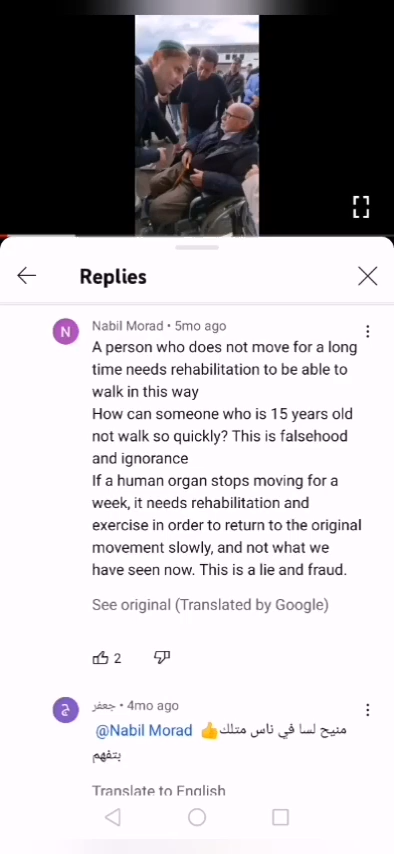 Replies
N
Nabil Morad • 5mo ago
A person who does not move for a long
time needs rehabilitation to be able to
walk in this way
How can someone who is 15 years old
not walk so quickly? This is falsehood
and ignorance
If a human organ stops moving for a
week, it needs rehabilitation and
exercise in order to return to the original
movement slowly, and not what we
have seen now. This is a lie and fraud.
See original (Translated by Google)
2
ج
جعفر • 4mo ago
@Nabil Morad 👍منيح لسا في ناس متلك
بتفهم
Translate to English